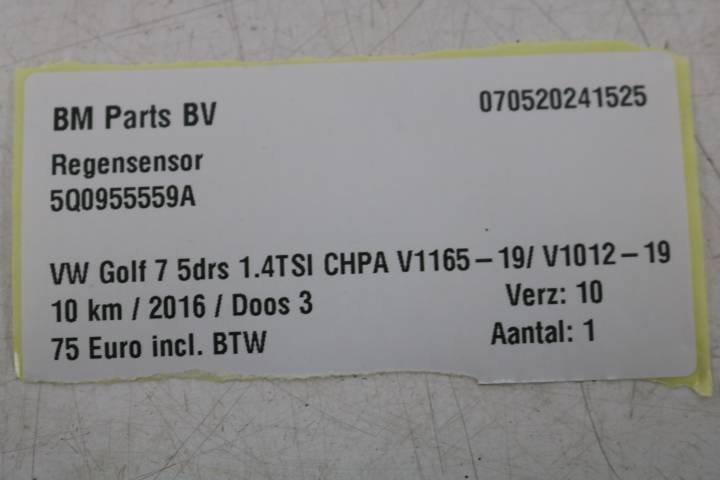 BM Parts BV 070520241525
Regensensor
5Q0955559A
VW Golf 7 5drs 1.4TSI CHPA V1165-19/ V1012-19
10 km / 2016 / Doos 3 Verz: 10
75 Euro incl. BTW Aantal: 1